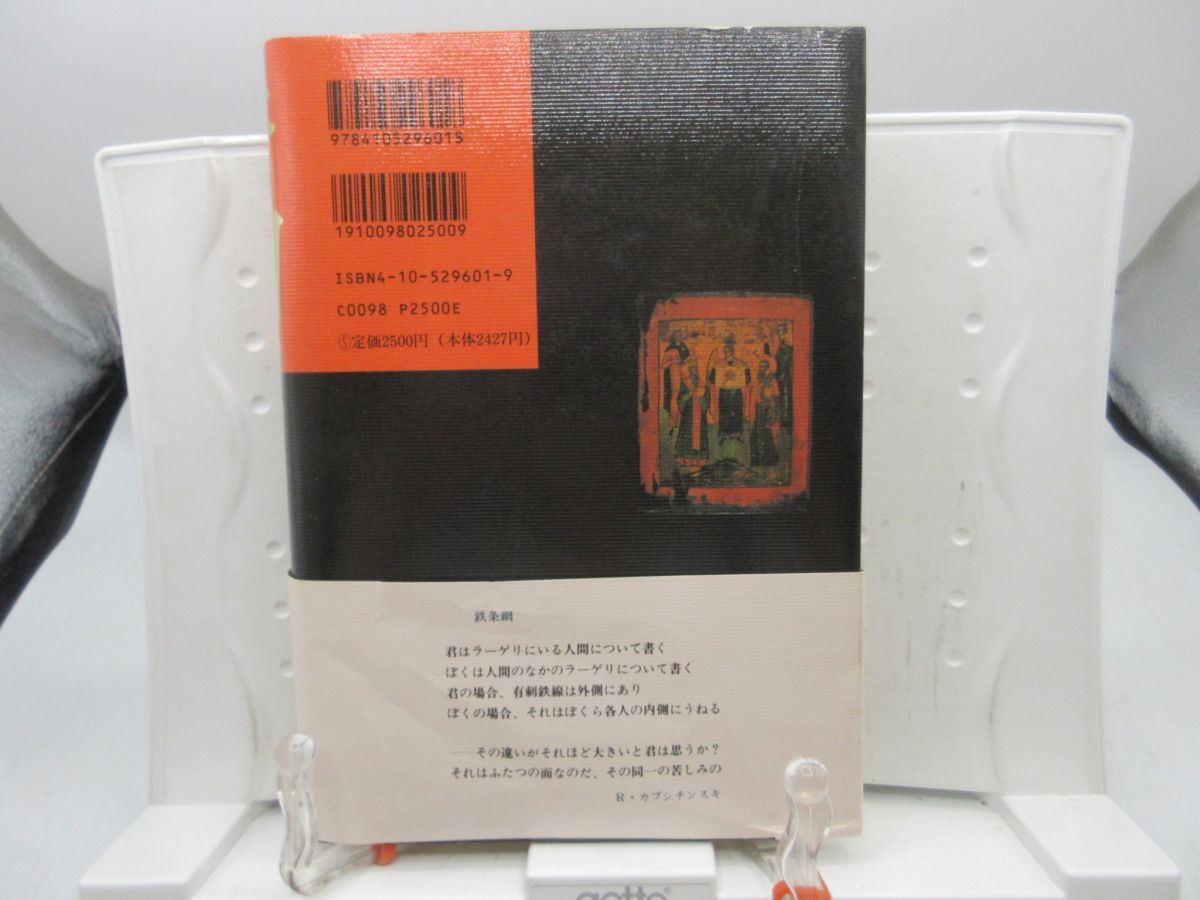 9784105296015
1910098025009
ISBN4-10-529601-9
C0098 P2500E
Ⓢ定価2500円（本体2427円）
鉄条網
君はラーゲリにいる人間について書く
ぼくは人間のなかのラーゲリについて書く
君の場合、有刺鉄線は外側にあり
ぼくの場合、それはぼくら各人の内側にうねる
――その違いがそれほど大きいと君は思うか？
それはふたつの面なのだ、その同一の苦しみの
R・カプシチンスキ